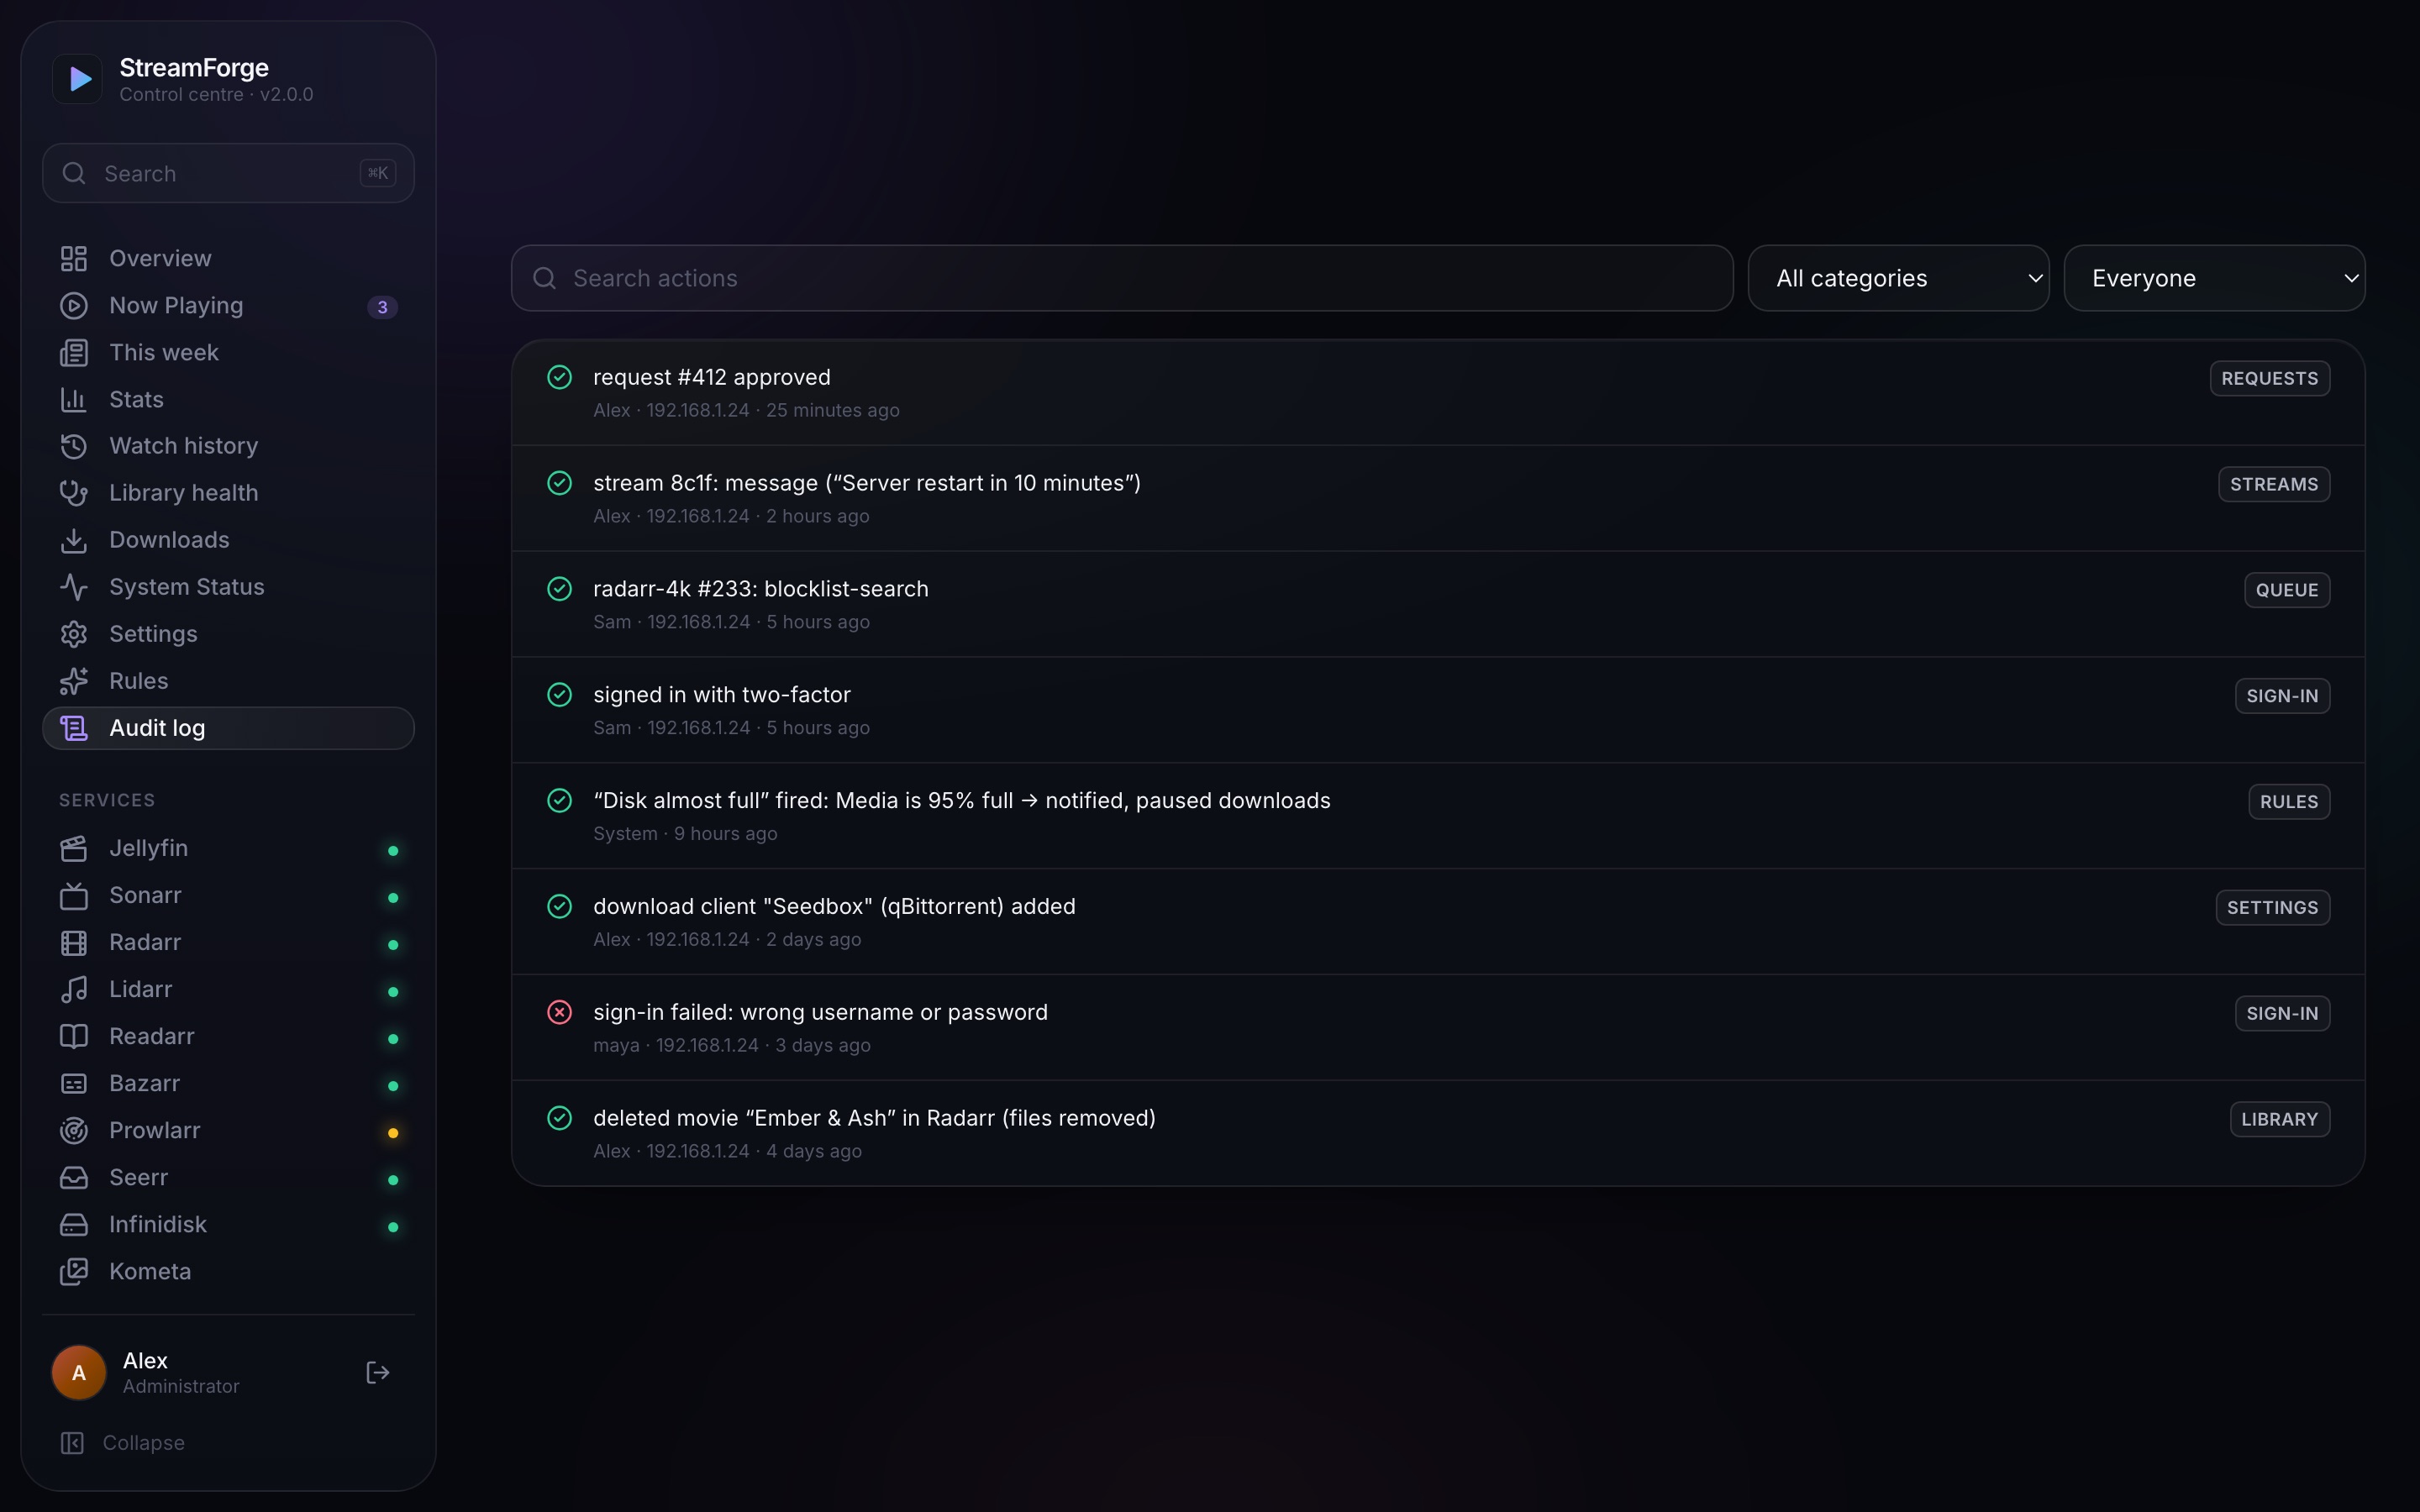 StreamForge
Control centre · v2.0.0
Search ⌘K
Overview
Now Playing 3
This week
Stats
Watch history
Library health
Downloads
System Status
Settings
Rules
Audit log
SERVICES
Jellyfin
Sonarr
Radarr
Lidarr
Readarr
Bazarr
Prowlarr
Seerr
Infinidisk
Kometa
A
Alex
Administrator
Collapse
Search actions
All categories
Everyone
request #412 approved
REQUESTS
Alex · 192.168.1.24 · 25 minutes ago
stream 8c1f: message (“Server restart in 10 minutes”)
STREAMS
Alex · 192.168.1.24 · 2 hours ago
radarr-4k #233: blocklist-search
QUEUE
Sam · 192.168.1.24 · 5 hours ago
signed in with two-factor
SIGN-IN
Sam · 192.168.1.24 · 5 hours ago
“Disk almost full” fired: Media is 95% full → notified, paused downloads
RULES
System · 9 hours ago
download client "Seedbox" (qBittorrent) added
SETTINGS
Alex · 192.168.1.24 · 2 days ago
sign-in failed: wrong username or password
SIGN-IN
maya · 192.168.1.24 · 3 days ago
deleted movie “Ember & Ash” in Radarr (files removed)
LIBRARY
Alex · 192.168.1.24 · 4 days ago